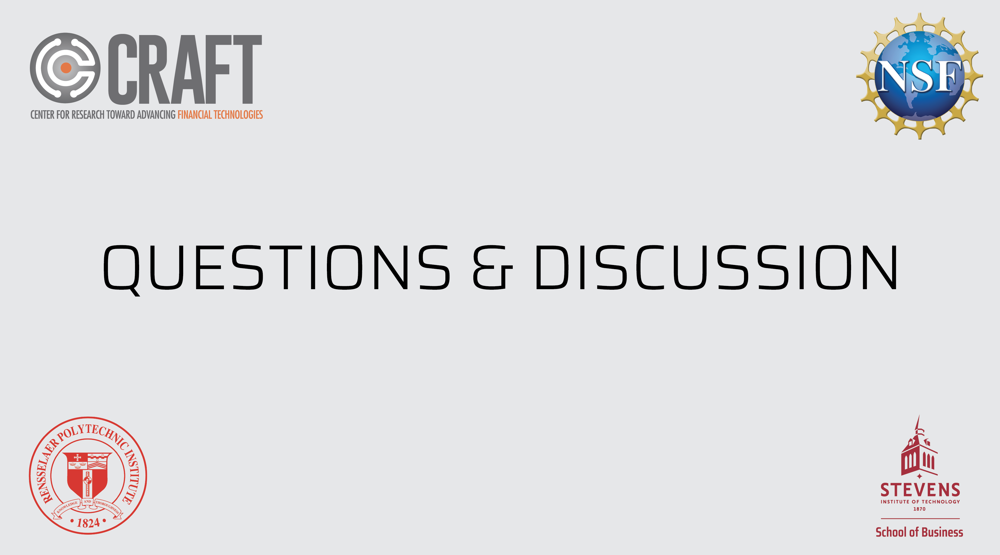 CRAFT
CENTER FOR RESEARCH TOWARD ADVANCING FINANCIAL TECHNOLOGIES
NSF
QUESTIONS & DISCUSSION
RENSSELAER POLYTECHNIC INSTITUTE
KNOWLEDGE AND THOROUGHNESS
• 1824 •
STEVENS
INSTITUTE OF TECHNOLOGY
1870
School of Business